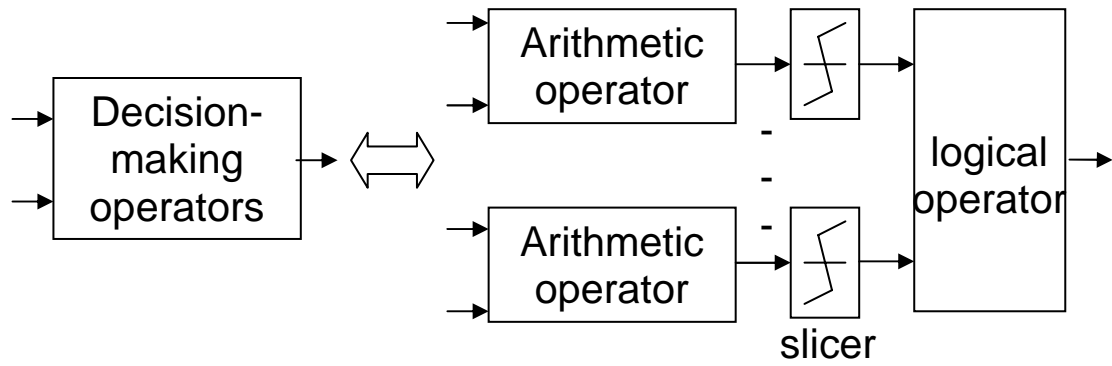 Decision-
making
operators
Arithmetic
operator
Arithmetic
operator
slicer
logical
operator